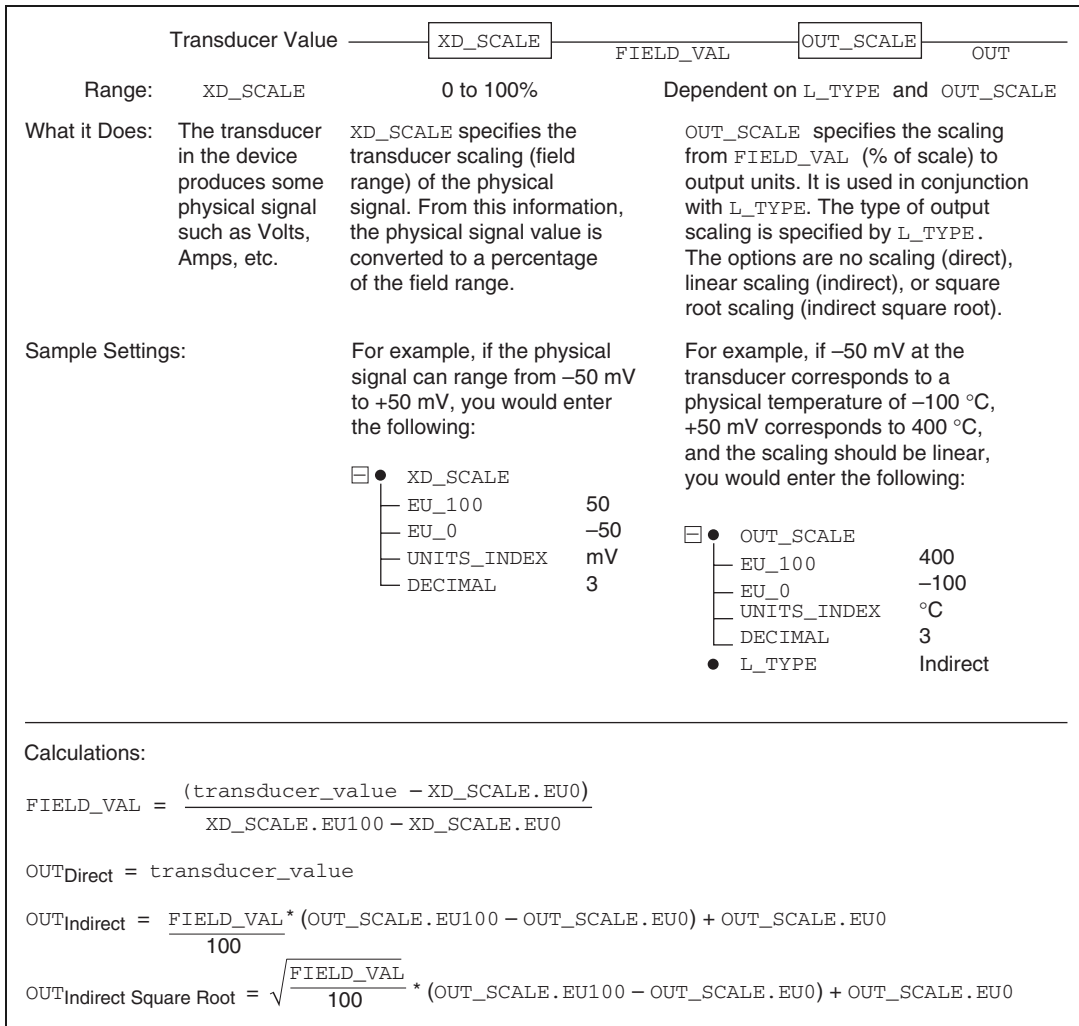 Transducer Value XD_SCALE FIELD_VAL OUT_SCALE OUT
Range: XD_SCALE 0 to 100% Dependent on L_TYPE and OUT_SCALE
What it Does:
The transducer
in the device
produces some
physical signal
such as Volts,
Amps, etc.
XD_SCALE specifies the
transducer scaling (field
range) of the physical
signal. From this information,
the physical signal value is
converted to a percentage
of the field range.
OUT_SCALE specifies the scaling
from FIELD_VAL (% of scale) to
output units. It is used in conjunction
with L_TYPE. The type of output
scaling is specified by L_TYPE.
The options are no scaling (direct),
linear scaling (indirect), or square
root scaling (indirect square root).
Sample Settings:
For example, if the physical
signal can range from –50 mV
to +50 mV, you would enter
the following:
XD_SCALE
EU_100 50
EU_0 –50
UNITS_INDEX mV
DECIMAL 3
For example, if –50 mV at the
transducer corresponds to a
physical temperature of –100 °C,
+50 mV corresponds to 400 °C,
and the scaling should be linear,
you would enter the following:
OUT_SCALE
EU_100 400
EU_0 –100
UNITS_INDEX °C
DECIMAL 3
L_TYPE Indirect
Calculations:
FIELD_VAL = (transducer_value – XD_SCALE.EU0)
XD_SCALE.EU100 – XD_SCALE.EU0
OUTDirect = transducer_value
OUTIndirect = FIELD_VAL * (OUT_SCALE.EU100 – OUT_SCALE.EU0) + OUT_SCALE.EU0
100
OUTIndirect Square Root = √ FIELD_VAL * (OUT_SCALE.EU100 – OUT_SCALE.EU0) + OUT_SCALE.EU0
100